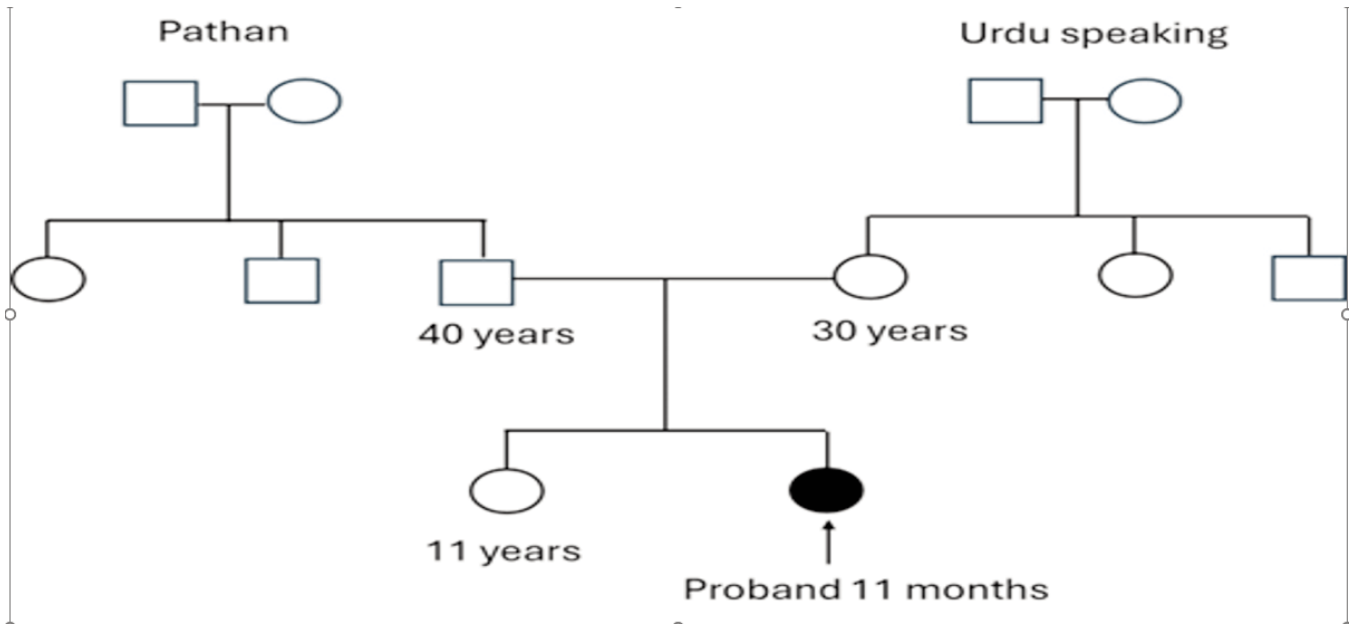 Pathan
Urdu speaking
40 years
30 years
11 years
Proband 11 months